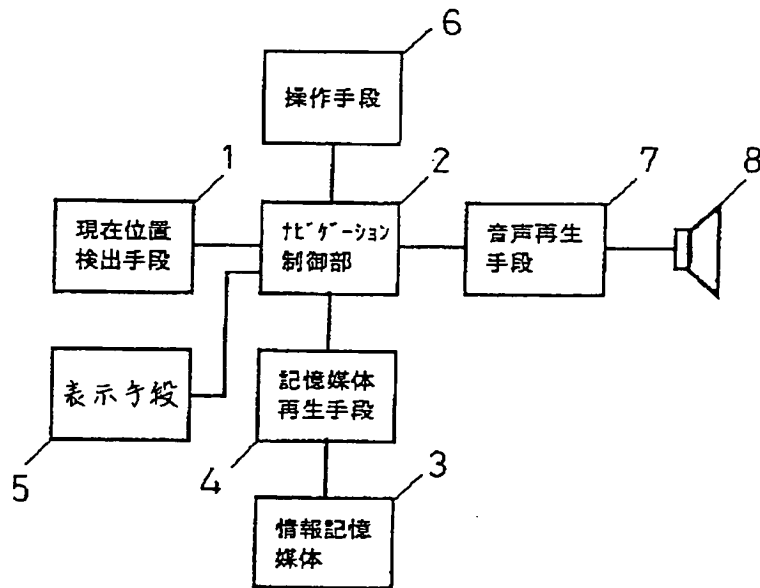 6
操作手段
1
2
7
8
現在位置
検出手段
ナビゲーション
制御部
音声再生
手段
表示手段
記憶媒体
再生手段
5
4
3
情報記憶
媒体